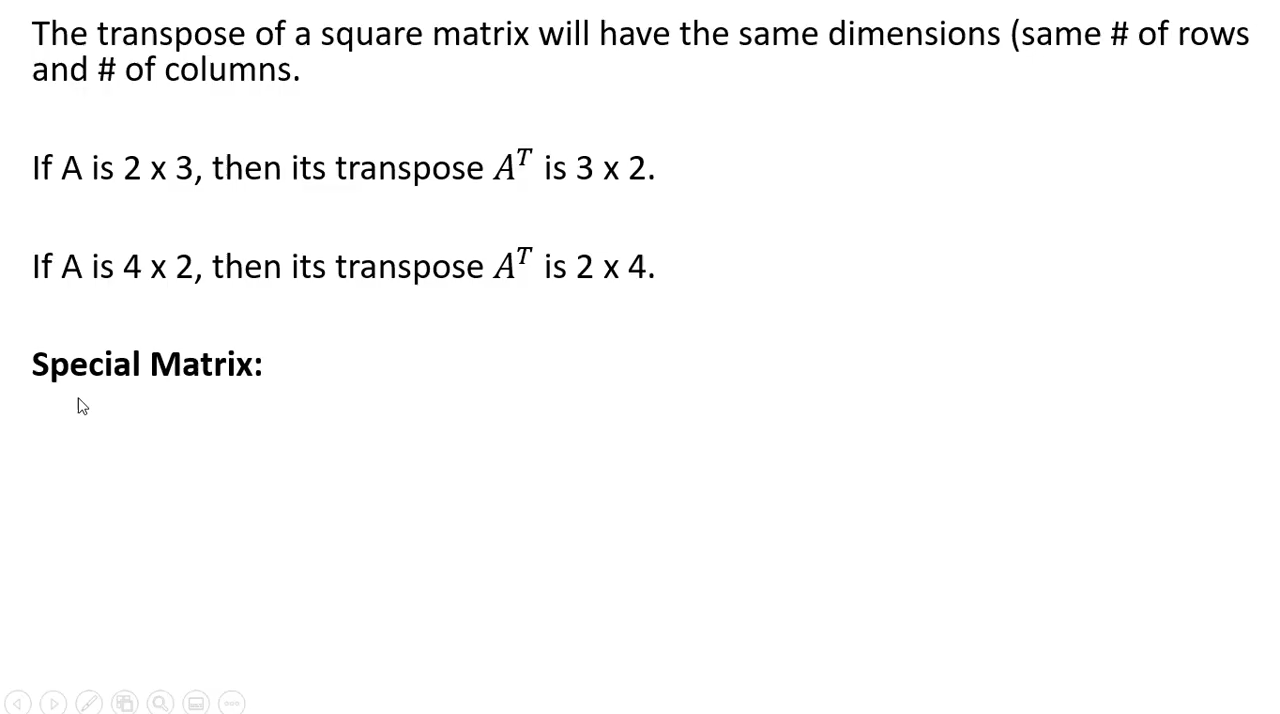 The transpose of a square matrix will have the same dimensions (same # of rows
and # of columns.
If A is 2 x 3, then its transpose Aᵀ is 3 x 2.
If A is 4 x 2, then its transpose Aᵀ is 2 x 4.
Special Matrix: